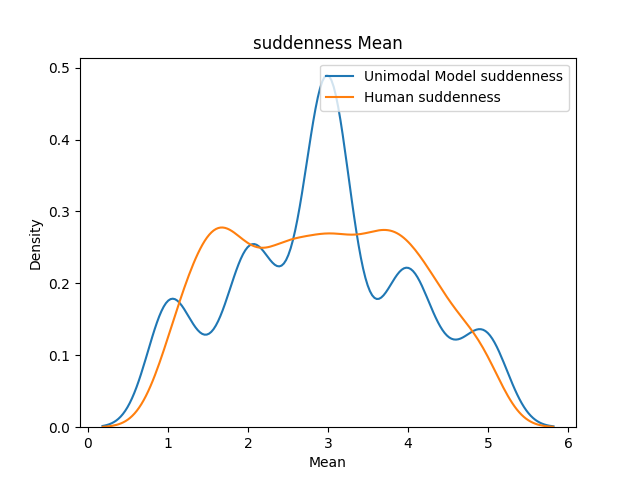 suddenness Mean
Unimodal Model suddenness
Human suddenness
0.5
0.4
0.3
0.2
0.1
0.0
Density
0 1 2 3 4 5 6
Mean